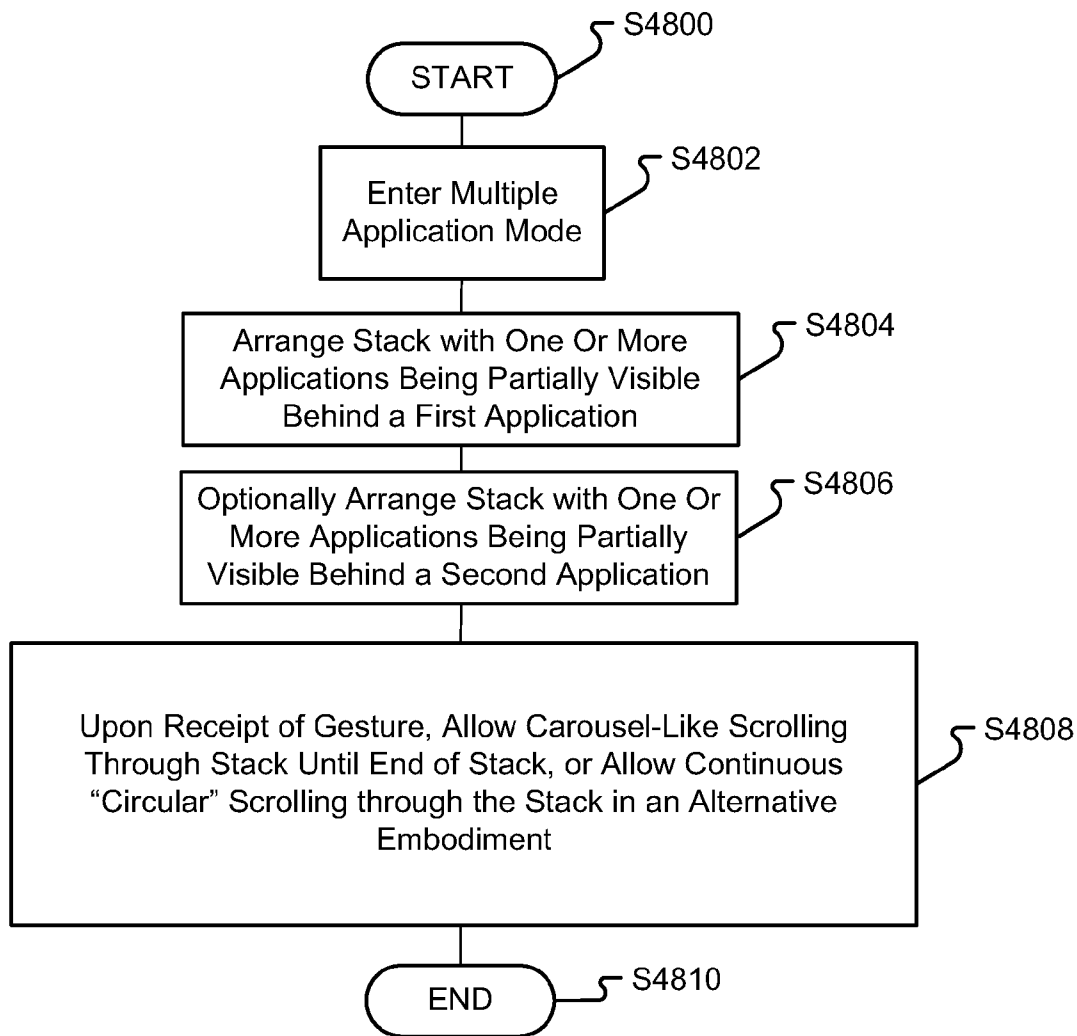 S4800
START
S4802
Enter Multiple
Application Mode
S4804
Arrange Stack with One Or More
Applications Being Partially Visible
Behind a First Application
S4806
Optionally Arrange Stack with One Or
More Applications Being Partially
Visible Behind a Second Application
S4808
Upon Receipt of Gesture, Allow Carousel-Like Scrolling
Through Stack Until End of Stack, or Allow Continuous
“Circular” Scrolling through the Stack in an Alternative
Embodiment
S4810
END